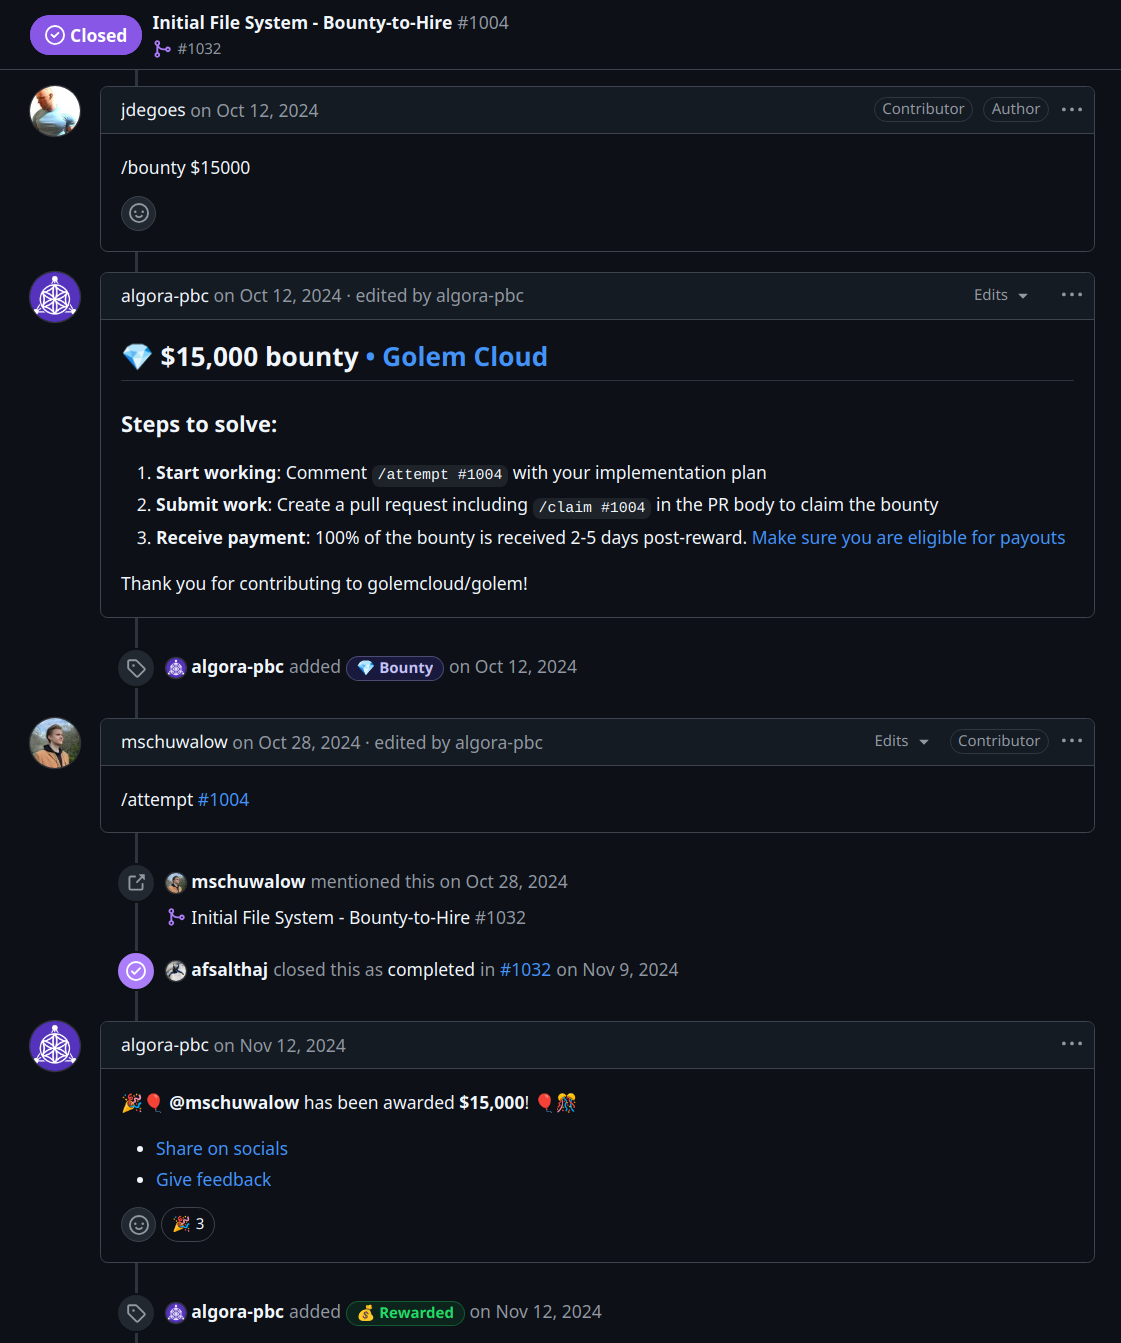 Closed
Initial File System - Bounty-to-Hire #1004
#1032
jdegoes on Oct 12, 2024
Contributor
Author
/bounty $15000
algora-pbc on Oct 12, 2024 · edited by algora-pbc
Edits
💎 $15,000 bounty • Golem Cloud
Steps to solve:
1. Start working: Comment /attempt #1004 with your implementation plan
2. Submit work: Create a pull request including /claim #1004 in the PR body to claim the bounty
3. Receive payment: 100% of the bounty is received 2-5 days post-reward. Make sure you are eligible for payouts
Thank you for contributing to golemcloud/golem!
algora-pbc added 💎 Bounty on Oct 12, 2024
mschuwalow on Oct 28, 2024 · edited by algora-pbc
Edits
Contributor
/attempt #1004
mschuwalow mentioned this on Oct 28, 2024
Initial File System - Bounty-to-Hire #1032
afsalthaj closed this as completed in #1032 on Nov 9, 2024
algora-pbc on Nov 12, 2024
🎉🎈 @mschuwalow has been awarded $15,000! 🎈🎊
• Share on socials
• Give feedback
🎉 3
algora-pbc added 💰 Rewarded on Nov 12, 2024